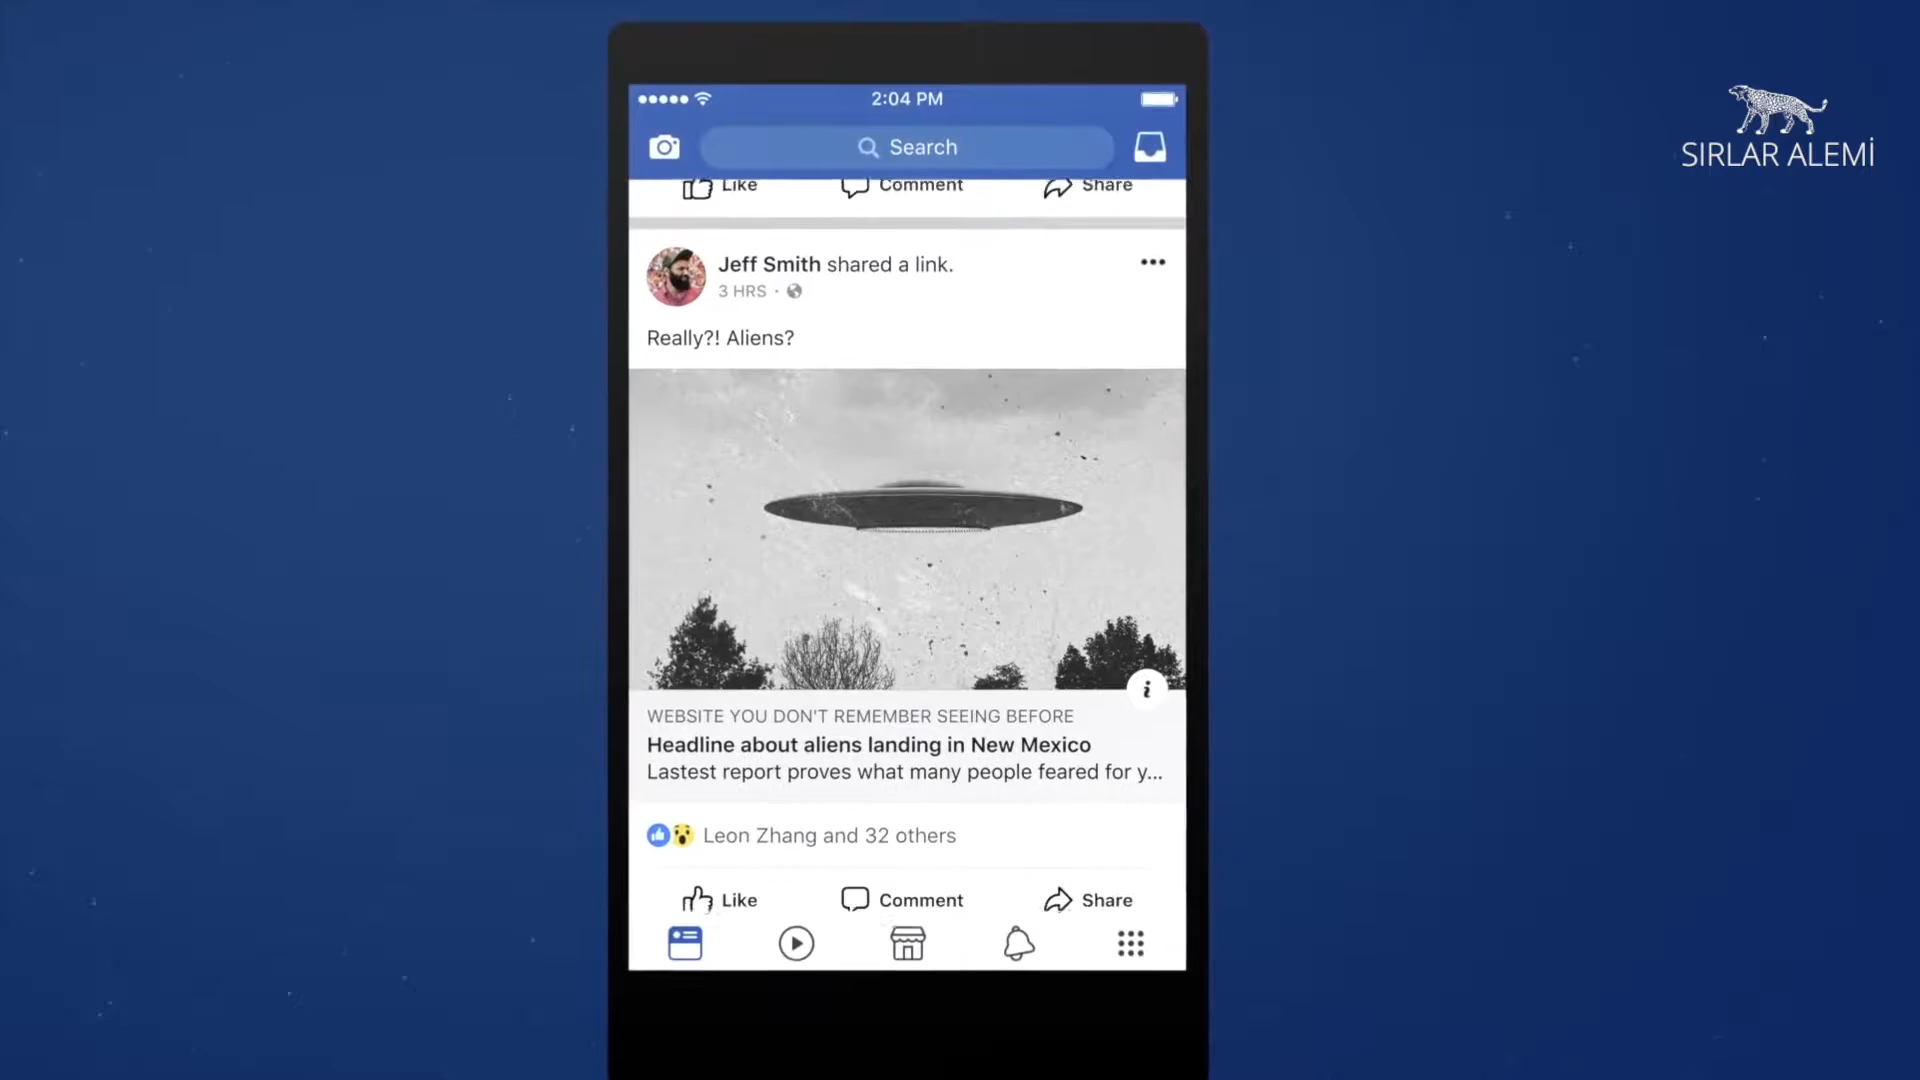 2:04 PM
Search
SIRLAR ALEMİ
Like
Comment
Share
Jeff Smith shared a link.
3 HRS ·
Really?! Aliens?
i
WEBSITE YOU DON'T REMEMBER SEEING BEFORE
Headline about aliens landing in New Mexico
Lastest report proves what many people feared for y...
Leon Zhang and 32 others
Like
Comment
Share